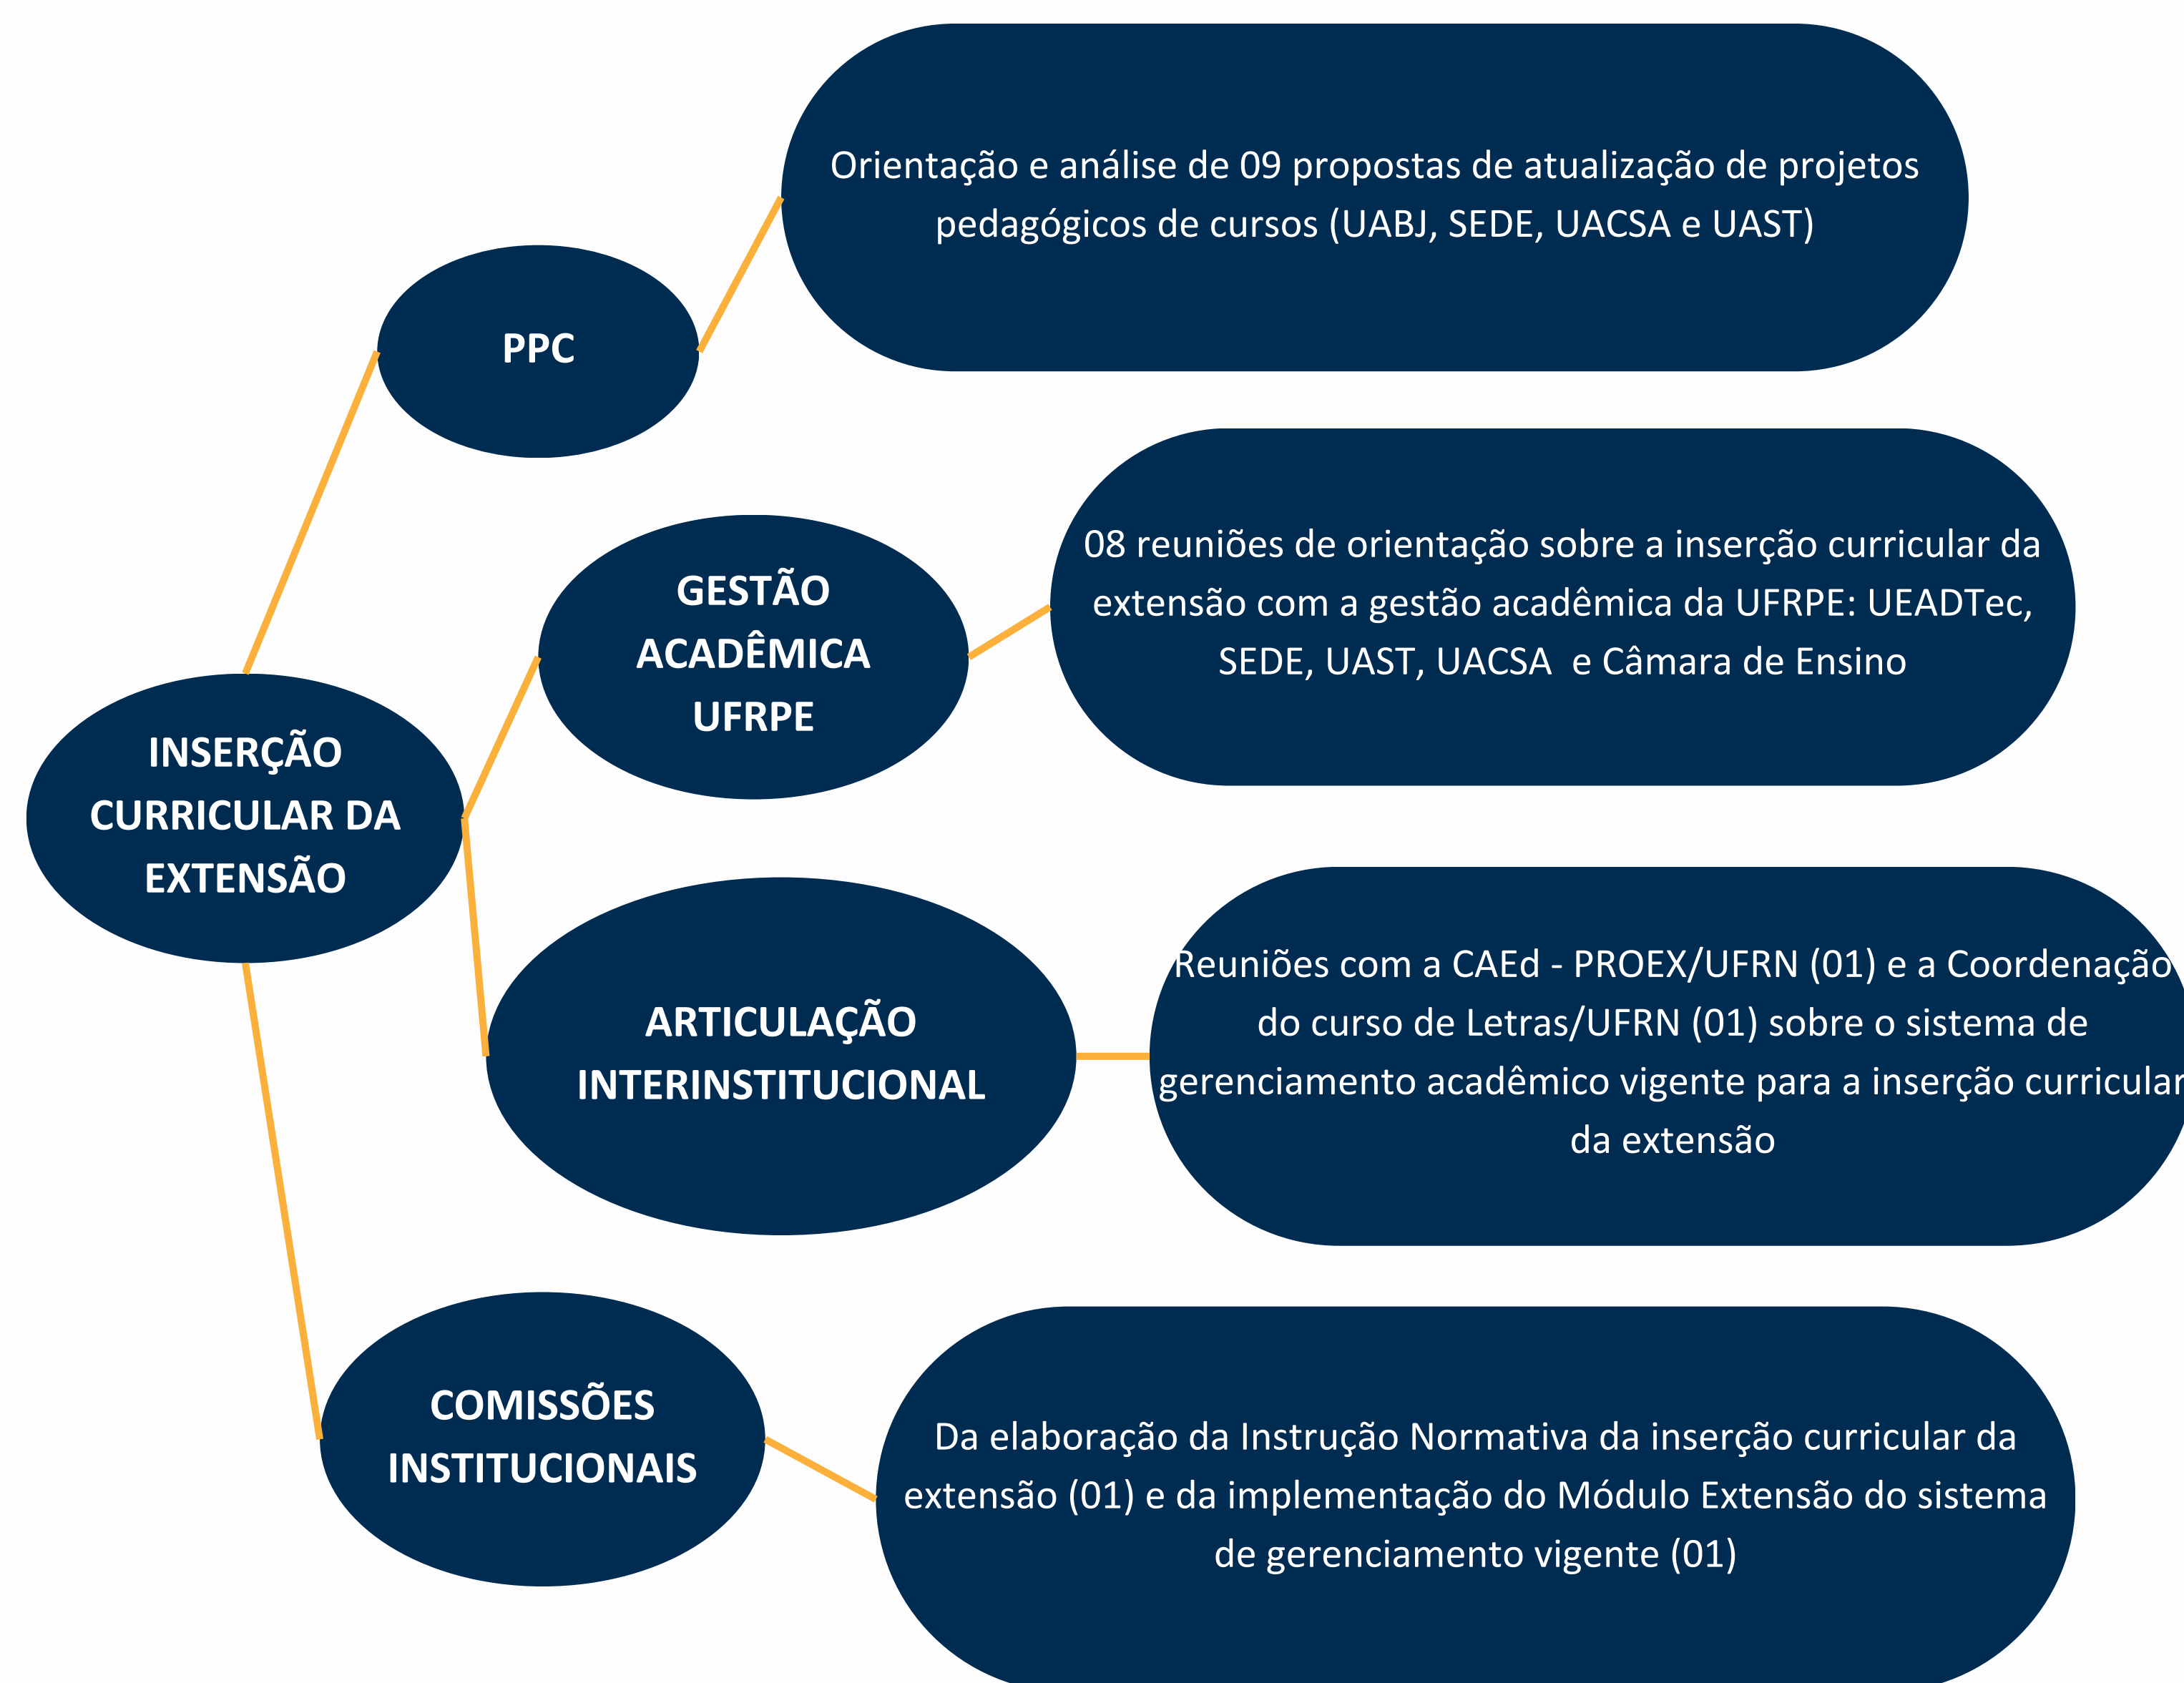 INSERÇÃO
CURRICULAR DA
EXTENSÃO
PPC
Orientação e análise de 09 propostas de atualização de projetos
pedagógicos de cursos (UABJ, SEDE, UACSA e UAST)
GESTÃO
ACADÊMICA
UFRPE
08 reuniões de orientação sobre a inserção curricular da
extensão com a gestão acadêmica da UFRPE: UEADTec,
SEDE, UAST, UACSA  e Câmara de Ensino
ARTICULAÇÃO
INTERINSTITUCIONAL
Reuniões com a CAEd - PROEX/UFRN (01) e a Coordenação
do curso de Letras/UFRN (01) sobre o sistema de
gerenciamento acadêmico vigente para a inserção curricular
da extensão
COMISSÕES
INSTITUCIONAIS
Da elaboração da Instrução Normativa da inserção curricular da
extensão (01) e da implementação do Módulo Extensão do sistema
de gerenciamento vigente (01)